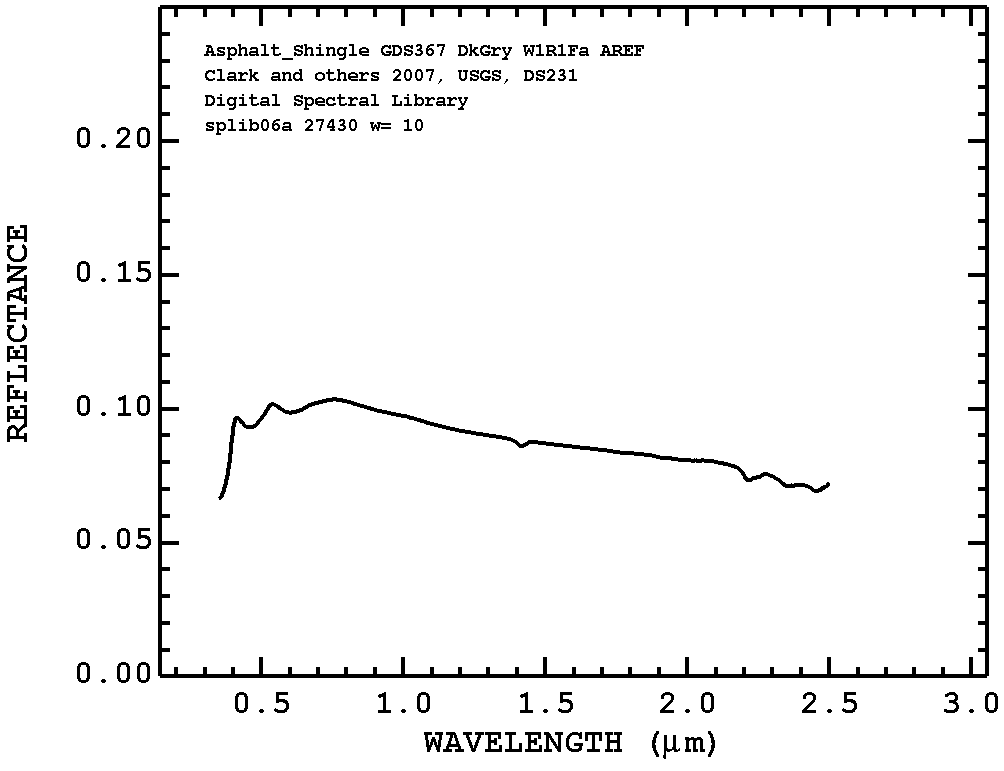 Asphalt_Shingle GDS367 DkGry W1R1Fa AREF
Clark and others 2007, USGS, DS231
Digital Spectral Library
splib06a 27430 w= 10
REFLECTANCE
0.20
0.15
0.10
0.05
0.00
0.5 1.0 1.5 2.0 2.5 3.0
WAVELENGTH (μm)